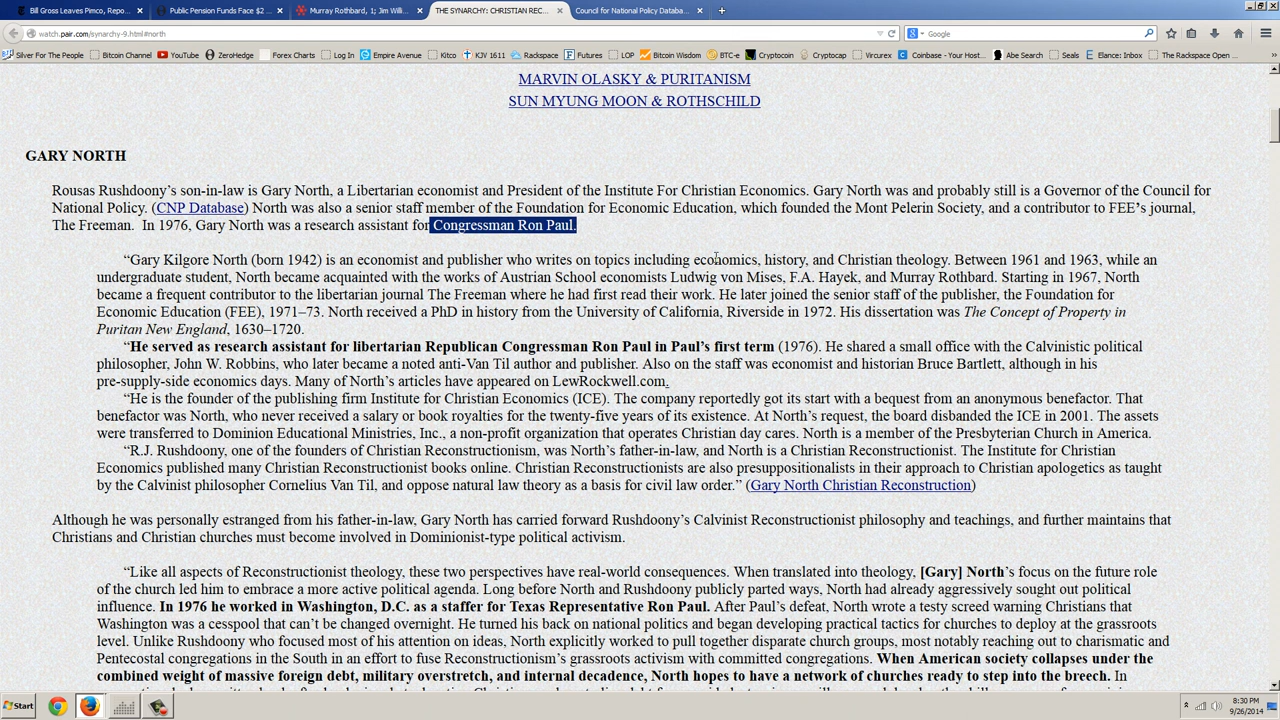 Bill Gross Leaves Pimco, Repo...
Public Pension Funds Face $2 ...
Murray Rothbard, 1; Jim Willi...
THE SYNARCHY: CHRISTIAN REC...
Council for National Policy Databa...
watch.pair.com/synarchy-9.html#north
Google
Silver For The People
Bitcoin Channel
YouTube
ZeroHedge
Forex Charts
Log In
Empire Avenue
Kitco
KJV 1611
Radspace
Futures
LOP
Bitcoin Wisdom
BTC-e
Cryptocoin
Cryptocap
Vircurex
Coinbase - Your Host...
Abe Search
Seals
Elance: Inbox
The Rackspace Open ...
MARVIN OLASKY & PURITANISM
SUN MYUNG MOON & ROTHSCHILD
GARY NORTH
Rousas Rushdoony’s son-in-law is Gary North, a Libertarian economist and President of the Institute For Christian Economics. Gary North was and probably still is a Governor of the Council for
National Policy. (CNP Database) North was also a senior staff member of the Foundation for Economic Education, which founded the Mont Pelerin Society, and a contributor to FEE’s journal,
The Freeman. In 1976, Gary North was a research assistant for Congressman Ron Paul.
“Gary Kilgore North (born 1942) is an economist and publisher who writes on topics including economics, history, and Christian theology. Between 1961 and 1963, while an
undergraduate student, North became acquainted with the works of Austrian School economists Ludwig von Mises, F.A. Hayek, and Murray Rothbard. Starting in 1967, North
became a frequent contributor to the libertarian journal The Freeman where he had first read their work. He later joined the senior staff of the publisher, the Foundation for
Economic Education (FEE), 1971–73. North received a PhD in history from the University of California, Riverside in 1972. His dissertation was The Concept of Property in
Puritan New England, 1630–1720.
“He served as research assistant for libertarian Republican Congressman Ron Paul in Paul’s first term (1976). He shared a small office with the Calvinistic political
philosopher, John W. Robbins, who later became a noted anti-Van Til author and publisher. Also on the staff was economist and historian Bruce Bartlett, although in his
pre-supply-side economics days. Many of North’s articles have appeared on LewRockwell.com.
“He is the founder of the publishing firm Institute for Christian Economics (ICE). The company reportedly got its start with a bequest from an anonymous benefactor. That
benefactor was North, who never received a salary or book royalties for the twenty-five years of its existence. At North’s request, the board disbanded the ICE in 2001. The assets
were transferred to Dominion Educational Ministries, Inc., a non-profit organization that operates Christian day cares. North is a member of the Presbyterian Church in America.
“R.J. Rushdoony, one of the founders of Christian Reconstructionism, was North’s father-in-law, and North is a Christian Reconstructionist. The Institute for Christian
Economics published many Christian Reconstructionist books online. Christian Reconstructionists are also presuppositionalists in their approach to Christian apologetics as taught
by the Calvinist philosopher Cornelius Van Til, and oppose natural law theory as a basis for civil law order.” (Gary North Christian Reconstruction)
Although he was personally estranged from his father-in-law, Gary North has carried forward Rushdoony’s Calvinist Reconstructionist philosophy and teachings, and further maintains that
Christians and Christian churches must become involved in Dominionist-type political activism.
“Like all aspects of Reconstructionist theology, these two perspectives have real-world consequences. When translated into theology, [Gary] North’s focus on the future role
of the church led him to embrace a more active political agenda. Long before North and Rushdoony publicly parted ways, North had already aggressively sought out political
influence. In 1976 he worked in Washington, D.C. as a staffer for Texas Representative Ron Paul. After Paul’s defeat, North wrote a testy screed warning Christians that
Washington was a cesspool that can’t be changed overnight. He turned his back on national politics and began developing practical tactics for churches to deploy at the grassroots
level. Unlike Rushdoony who focused most of his attention on ideas, North explicitly worked to pull together disparate church groups, most notably reaching out to charismatic and
Pentecostal congregations in the South in an effort to fuse Reconstructionism’s grassroots activism with committed congregations. When American society collapses under the
combined weight of massive foreign debt, military overstretch, and internal decadence, North hopes to have a network of churches ready to step into the breech. In
Start
8:30 PM
9/26/2014